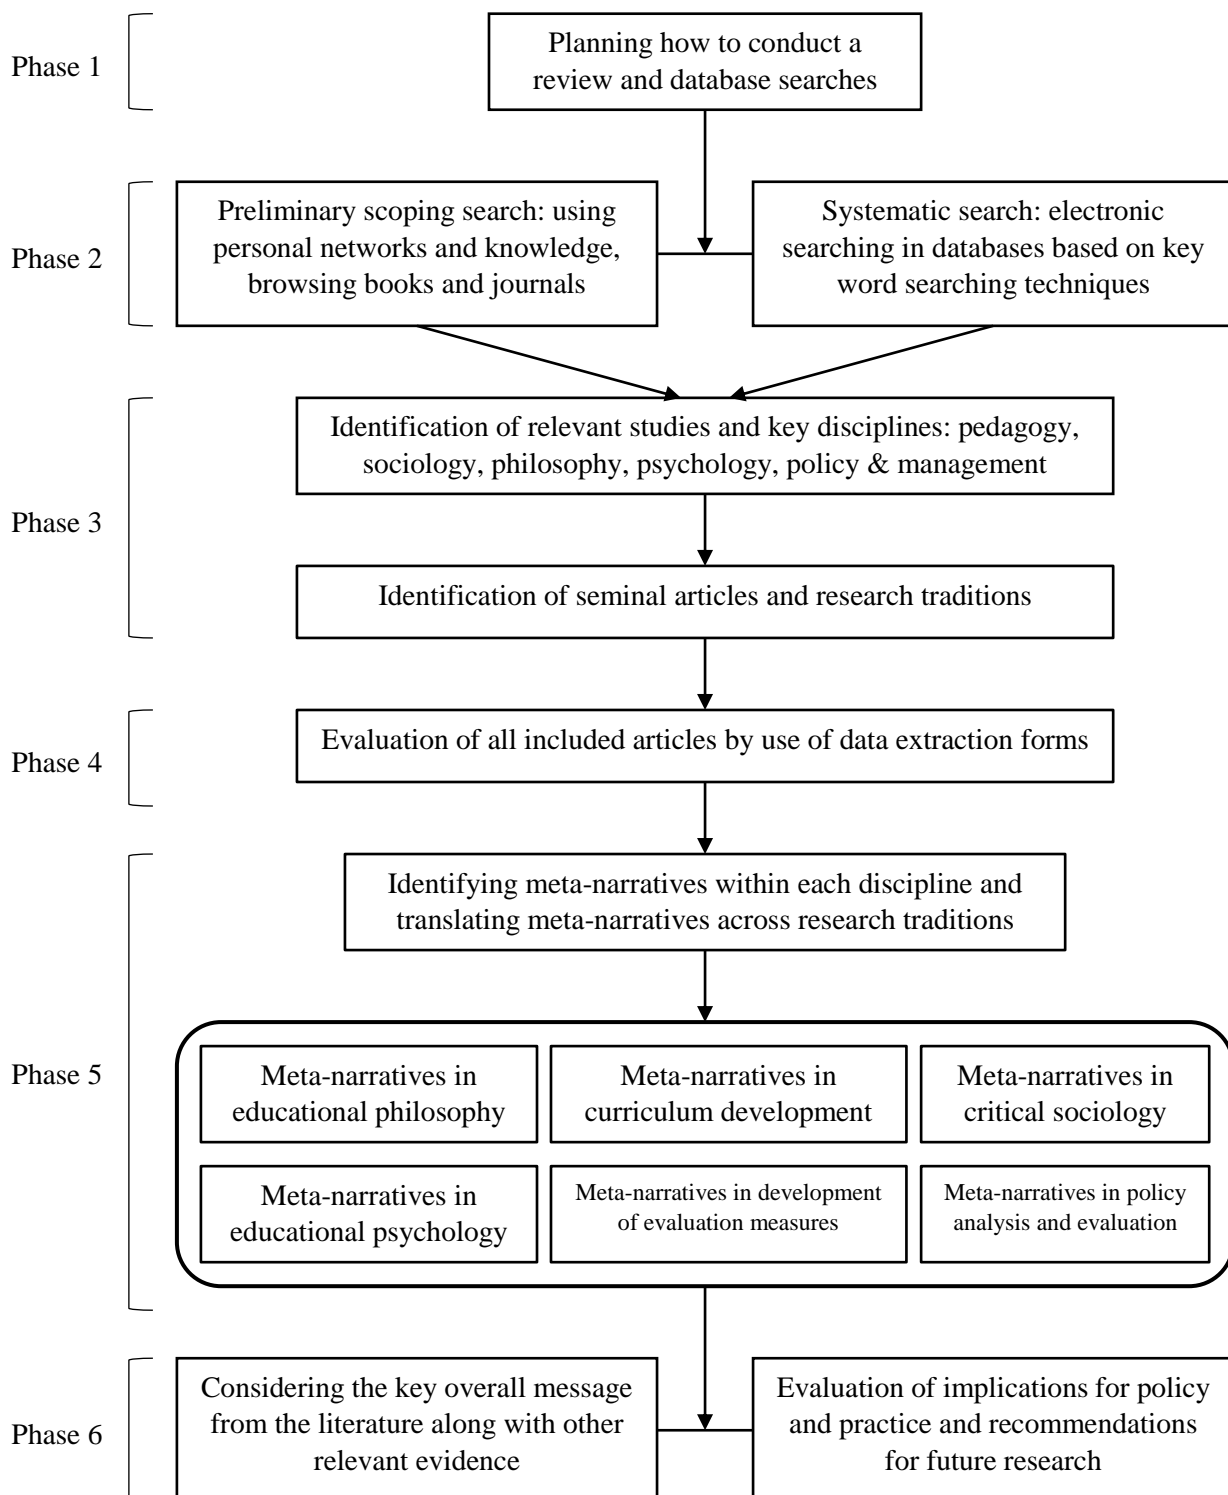 Phase 1
Planning how to conduct a
review and database searches
Phase 2
Preliminary scoping search: using
personal networks and knowledge,
browsing books and journals
Systematic search: electronic
searching in databases based on key
word searching techniques
Phase 3
Identification of relevant studies and key disciplines: pedagogy,
sociology, philosophy, psychology, policy & management
Identification of seminal articles and research traditions
Phase 4
Evaluation of all included articles by use of data extraction forms
Phase 5
Identifying meta-narratives within each discipline and
translating meta-narratives across research traditions
Meta-narratives in
educational philosophy
Meta-narratives in
curriculum development
Meta-narratives in
critical sociology
Meta-narratives in
educational psychology
Meta-narratives in development
of evaluation measures
Meta-narratives in policy
analysis and evaluation
Phase 6
Considering the key overall message
from the literature along with other
relevant evidence
Evaluation of implications for policy
and practice and recommendations
for future research